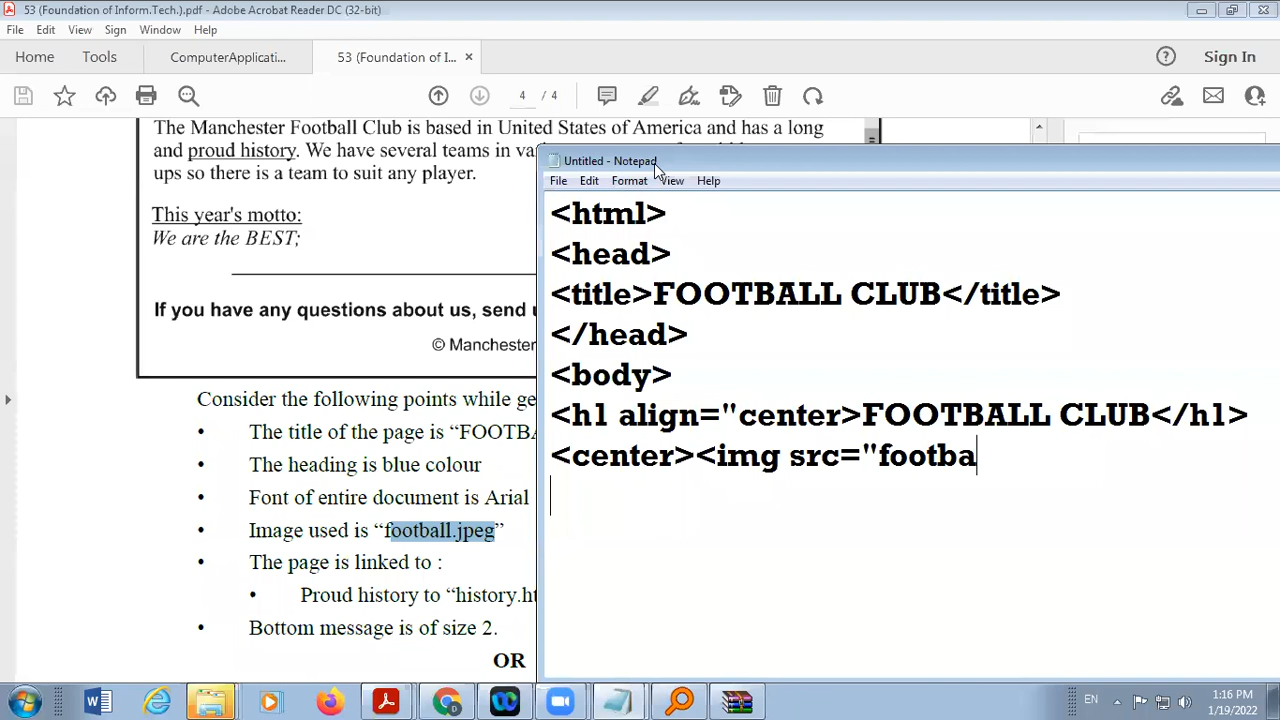 53 (Foundation of Inform.Tech.).pdf - Adobe Acrobat Reader DC (32-bit)
File Edit View Sign Window Help
Home Tools ComputerApplicati... 53 (Foundation of I... × Sign In
4 / 4
The Manchester Football Club is based in United States of America and has a long
and proud history. We have several teams in va
ups so there is a team to suit any player.
This year's motto:
We are the BEST;
If you have any questions about us, send u
© Manchester
Consider the following points while ge
• The title of the page is “FOOTBA
• The heading is blue colour
• Font of entire document is Arial
• Image used is “football.jpeg”
• The page is linked to :
• Proud history to “history.ht
• Bottom message is of size 2.
OR
Untitled - Notepad
File Edit Format View Help
<html>
<head>
<title>FOOTBALL CLUB</title>
</head>
<body>
<h1 align="center>FOOTBALL CLUB</h1>
<center><img src="footba
EN
1:16 PM
1/19/2022